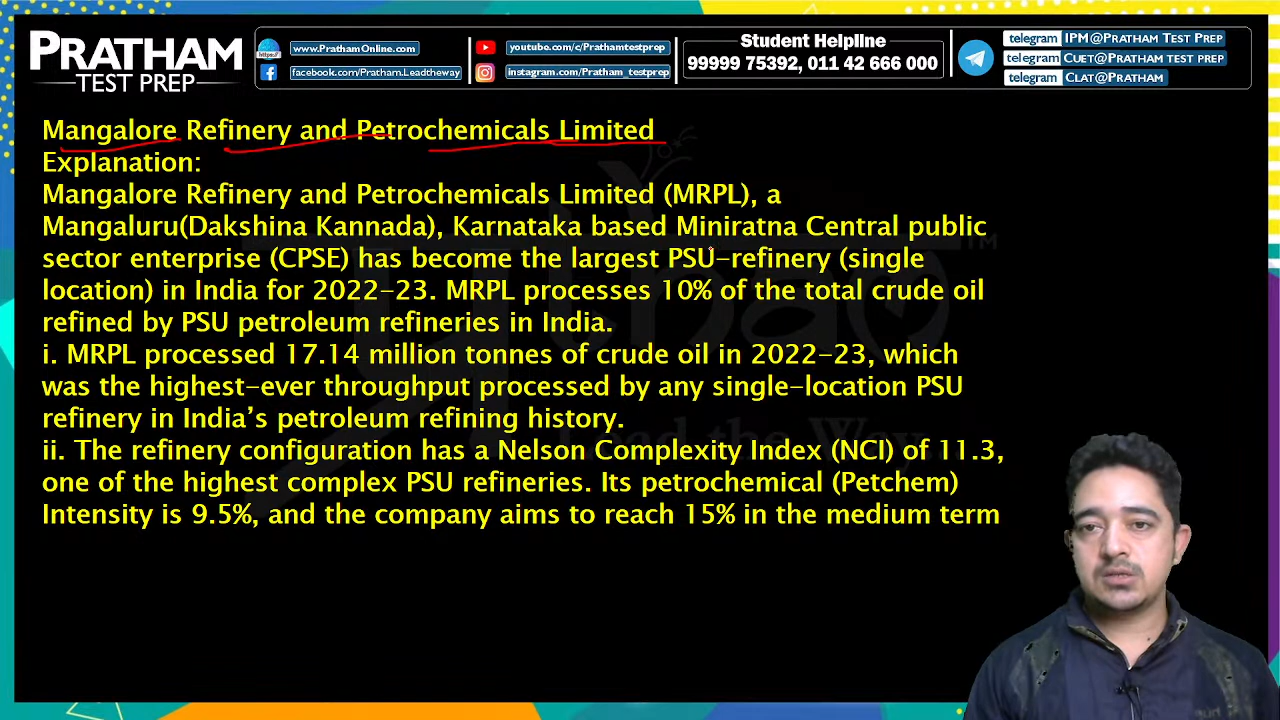 PRATHAM
TEST PREP
https://
www.PrathamOnline.com
facebook.com/Pratham.Leadtheway
youtube.com/c/Prathamtestprep
instagram.com/Pratham_testprep
Student Helpline
99999 75392, 011 42 666 000
telegram IPM@PRATHAM TEST PREP
telegram CUET@PRATHAM TEST PREP
telegram CLAT@PRATHAM
Mangalore Refinery and Petrochemicals Limited
Explanation:
Mangalore Refinery and Petrochemicals Limited (MRPL), a
Mangaluru(Dakshina Kannada), Karnataka based Miniratna Central public
sector enterprise (CPSE) has become the largest PSU-refinery (single
location) in India for 2022-23. MRPL processes 10% of the total crude oil
refined by PSU petroleum refineries in India.
i. MRPL processed 17.14 million tonnes of crude oil in 2022-23, which
was the highest-ever throughput processed by any single-location PSU
refinery in India's petroleum refining history.
ii. The refinery configuration has a Nelson Complexity Index (NCI) of 11.3,
one of the highest complex PSU refineries. Its petrochemical (Petchem)
Intensity is 9.5%, and the company aims to reach 15% in the medium term
Lead the Way
TM